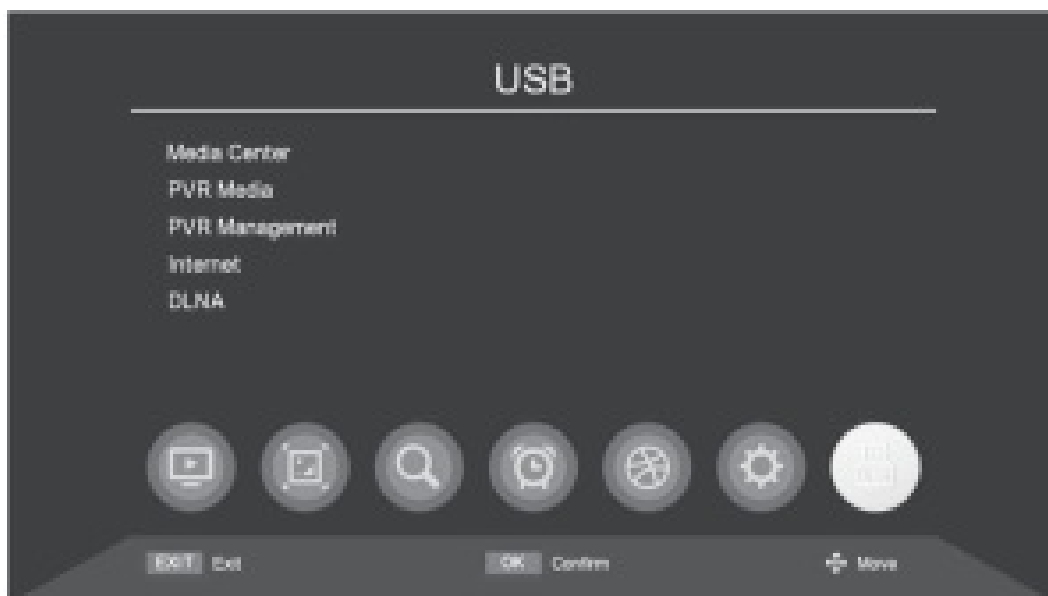 USB
Media Center
PVR Media
PVR Management
Internet
DLNA
EXIT Exit OK Confirm Move